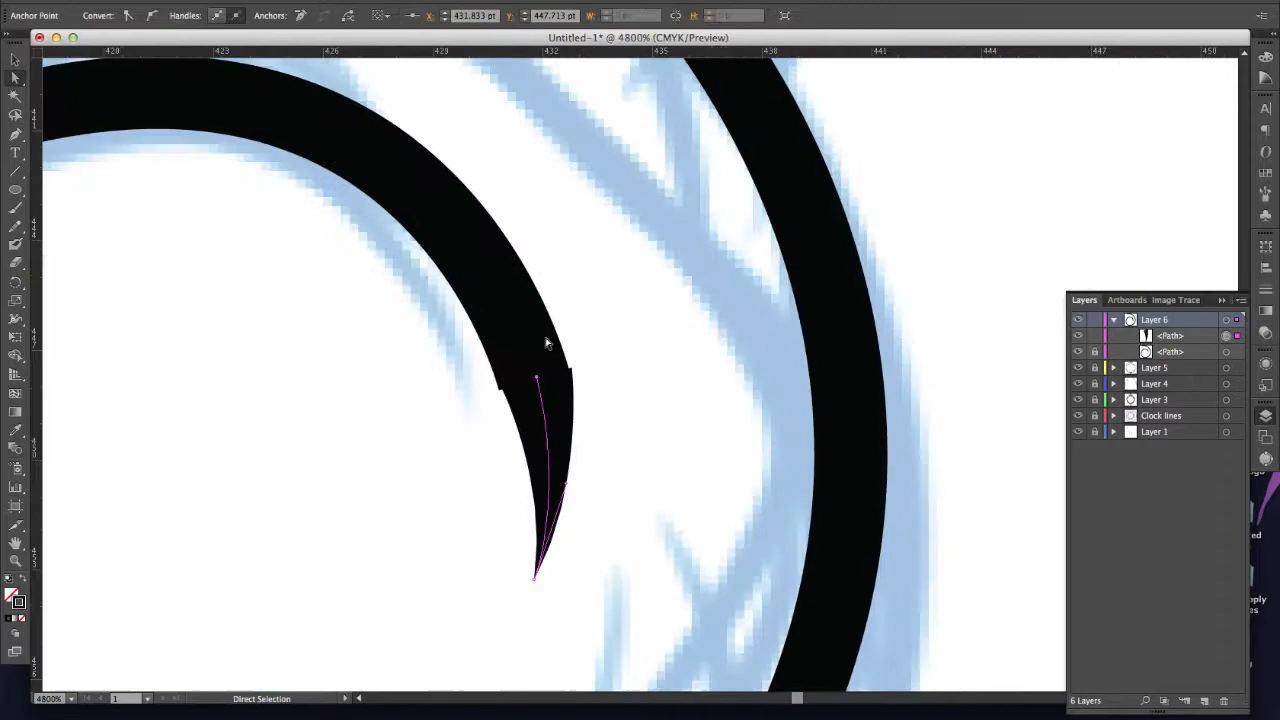 Anchor Point Convert: Handles: Anchors: X: 431.833 pt Y: 447.713 pt W: H:
Untitled-1* @ 4800% (CMYK/Preview)
420 423 426 429 432 435 438 441 444 447 450
Layers Artboards Image Trace
Layer 6
<Path>
<Path>
Layer 5
Layer 4
Layer 3
Clock lines
Layer 1
6 Layers
4800% 1 Direct Selection